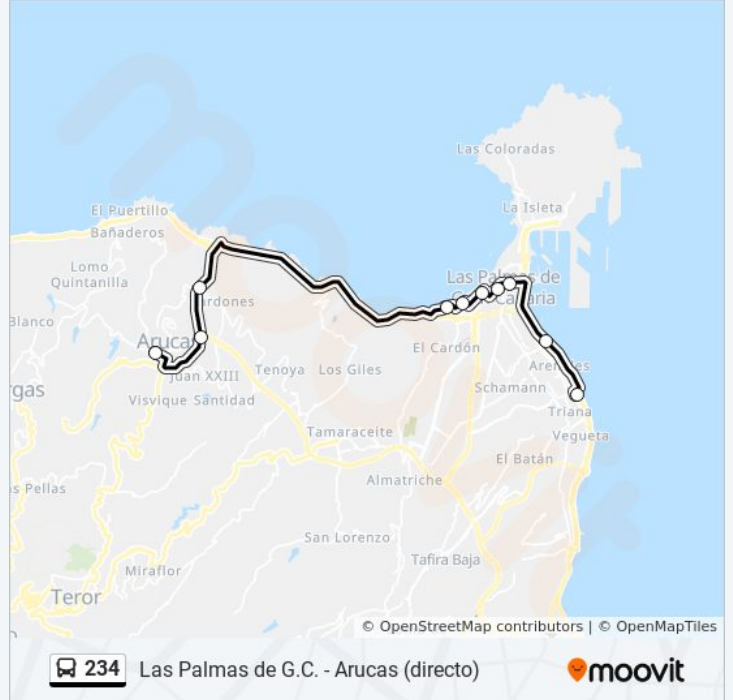 Las Coloradas
La Isleta
El Puertillo
Bañaderos
Lomo
Quintanilla
Las Palmas de
Canaria
Blanco
Arucas
El Cardón
Arenales
Juan XXIII
Tenoya
Los Giles
Schamann
rgas
Visvique
Santidad
Triana
Tamaraceite
Vegueta
El Batán
s Pellas
Almatriche
San Lorenzo
Tafira Baja
Miraflor
Teror
© OpenStreetMap contributors | © OpenMapTiles
234 Las Palmas de G.C. - Arucas (directo)
moovit